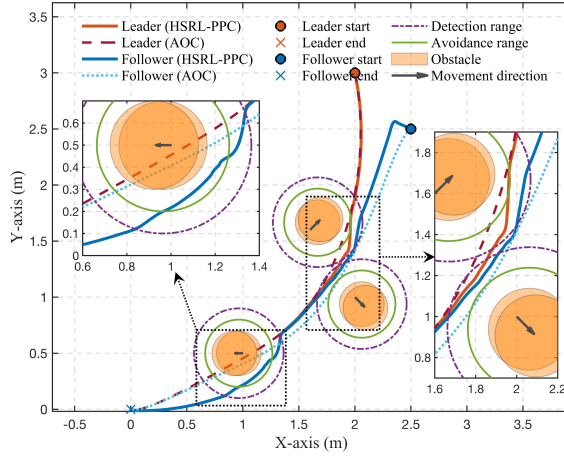 Leader (HSRL-PPC)
Leader (AOC)
Follower (HSRL-PPC)
Follower (AOC)
Leader start
Leader end
Follower start
Follower end
Detection range
Avoidance range
Obstacle
Movement direction
Y-axis (m)
3.5
3
2.5
2
1.5
1
0.5
0
0.6
0.5
0.4
0.3
0.2
0.1
0
0.6 0.8 1 1.2 1.4
1.8
1.6
1.4
1.2
1
0.8
1.6 1.8 2 2.2
-0.5 0 0.5 1 1.5 2 2.5 3 3.5
X-axis (m)